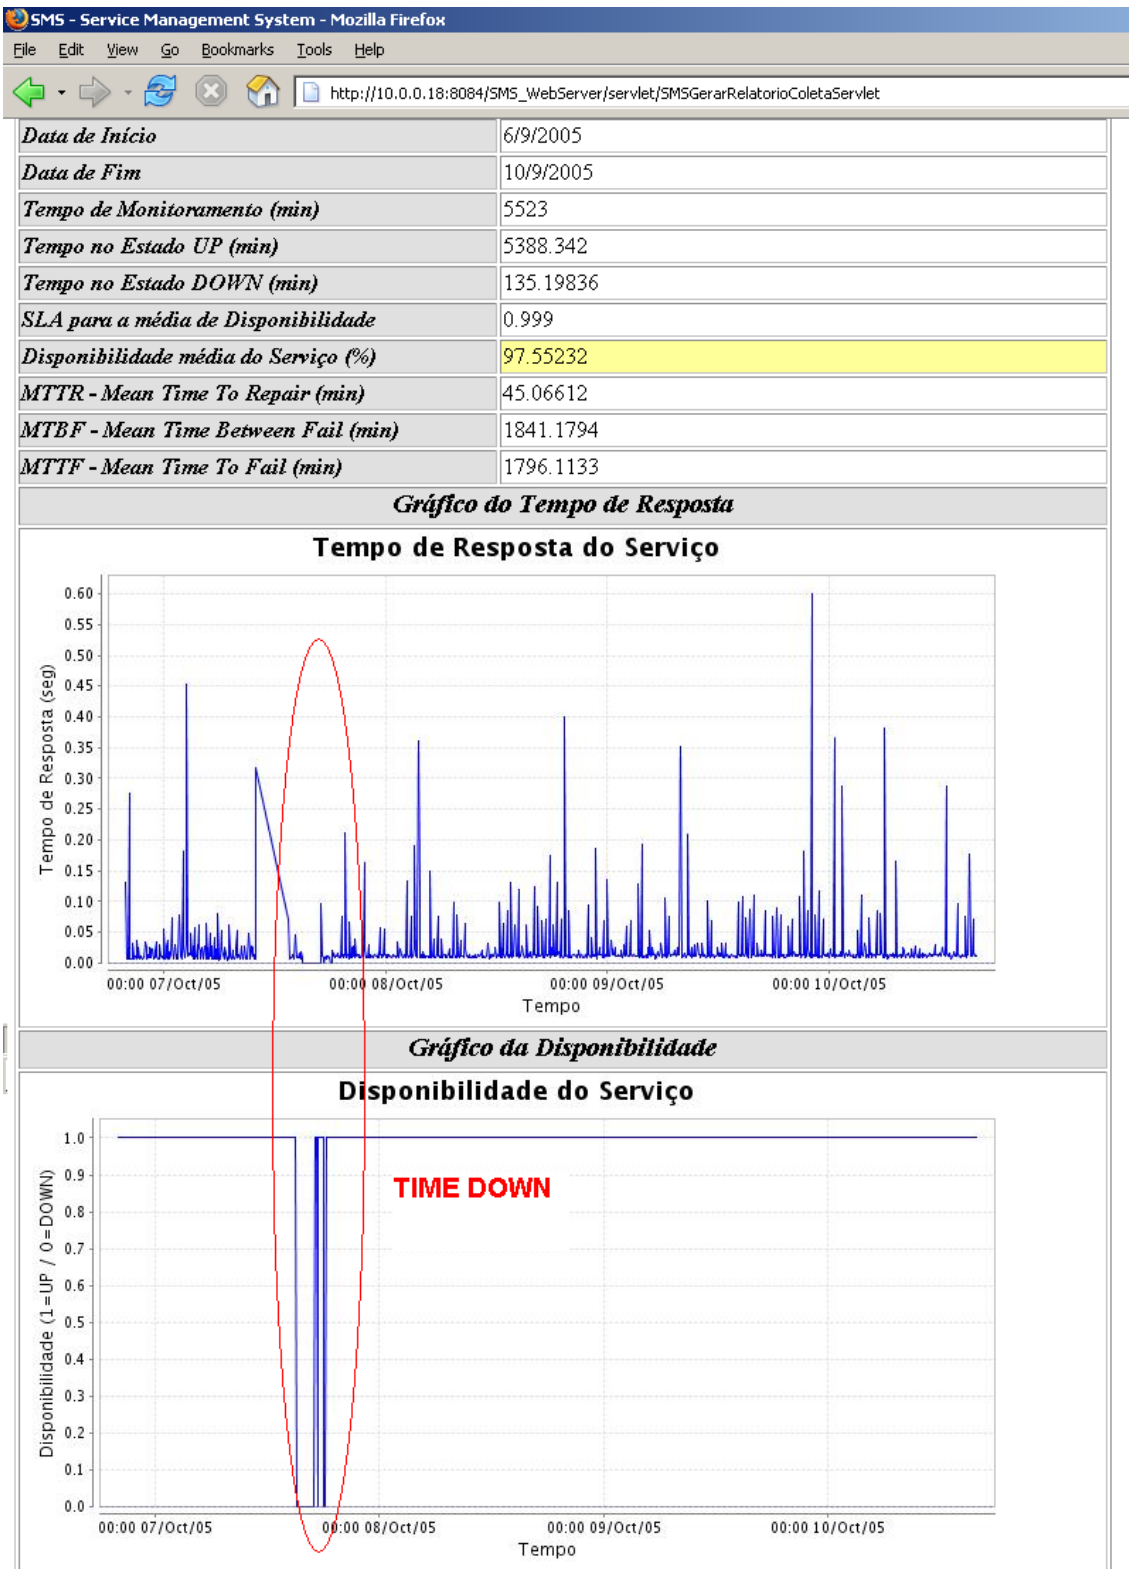 SMS - Service Management System - Mozilla Firefox
File Edit View Go Bookmarks Tools Help
http://10.0.0.18:8084/SMS_WebServer/servlet/SMSGerarRelatorioColetaServlet
Data de Início 6/9/2005
Data de Fim 10/9/2005
Tempo de Monitoramento (min) 5523
Tempo no Estado UP (min) 5388.342
Tempo no Estado DOWN (min) 135.19836
SLA para a média de Disponibilidade 0.999
Disponibilidade média do Serviço (%) 97.55232
MTTR - Mean Time To Repair (min) 45.06612
MTBF - Mean Time Between Fail (min) 1841.1794
MTTF - Mean Time To Fail (min) 1796.1133
Gráfico do Tempo de Resposta
Tempo de Resposta do Serviço
Tempo de Resposta (seg)
0.60
0.55
0.50
0.45
0.40
0.35
0.30
0.25
0.20
0.15
0.10
0.05
0.00
00:00 07/Oct/05 00:00 08/Oct/05 00:00 09/Oct/05 00:00 10/Oct/05
Tempo
Gráfico da Disponibilidade
Disponibilidade do Serviço
Disponibilidade (1=UP / 0=DOWN)
1.0
0.9
0.8
0.7
0.6
0.5
0.4
0.3
0.2
0.1
0.0
TIME DOWN
00:00 07/Oct/05 00:00 08/Oct/05 00:00 09/Oct/05 00:00 10/Oct/05
Tempo